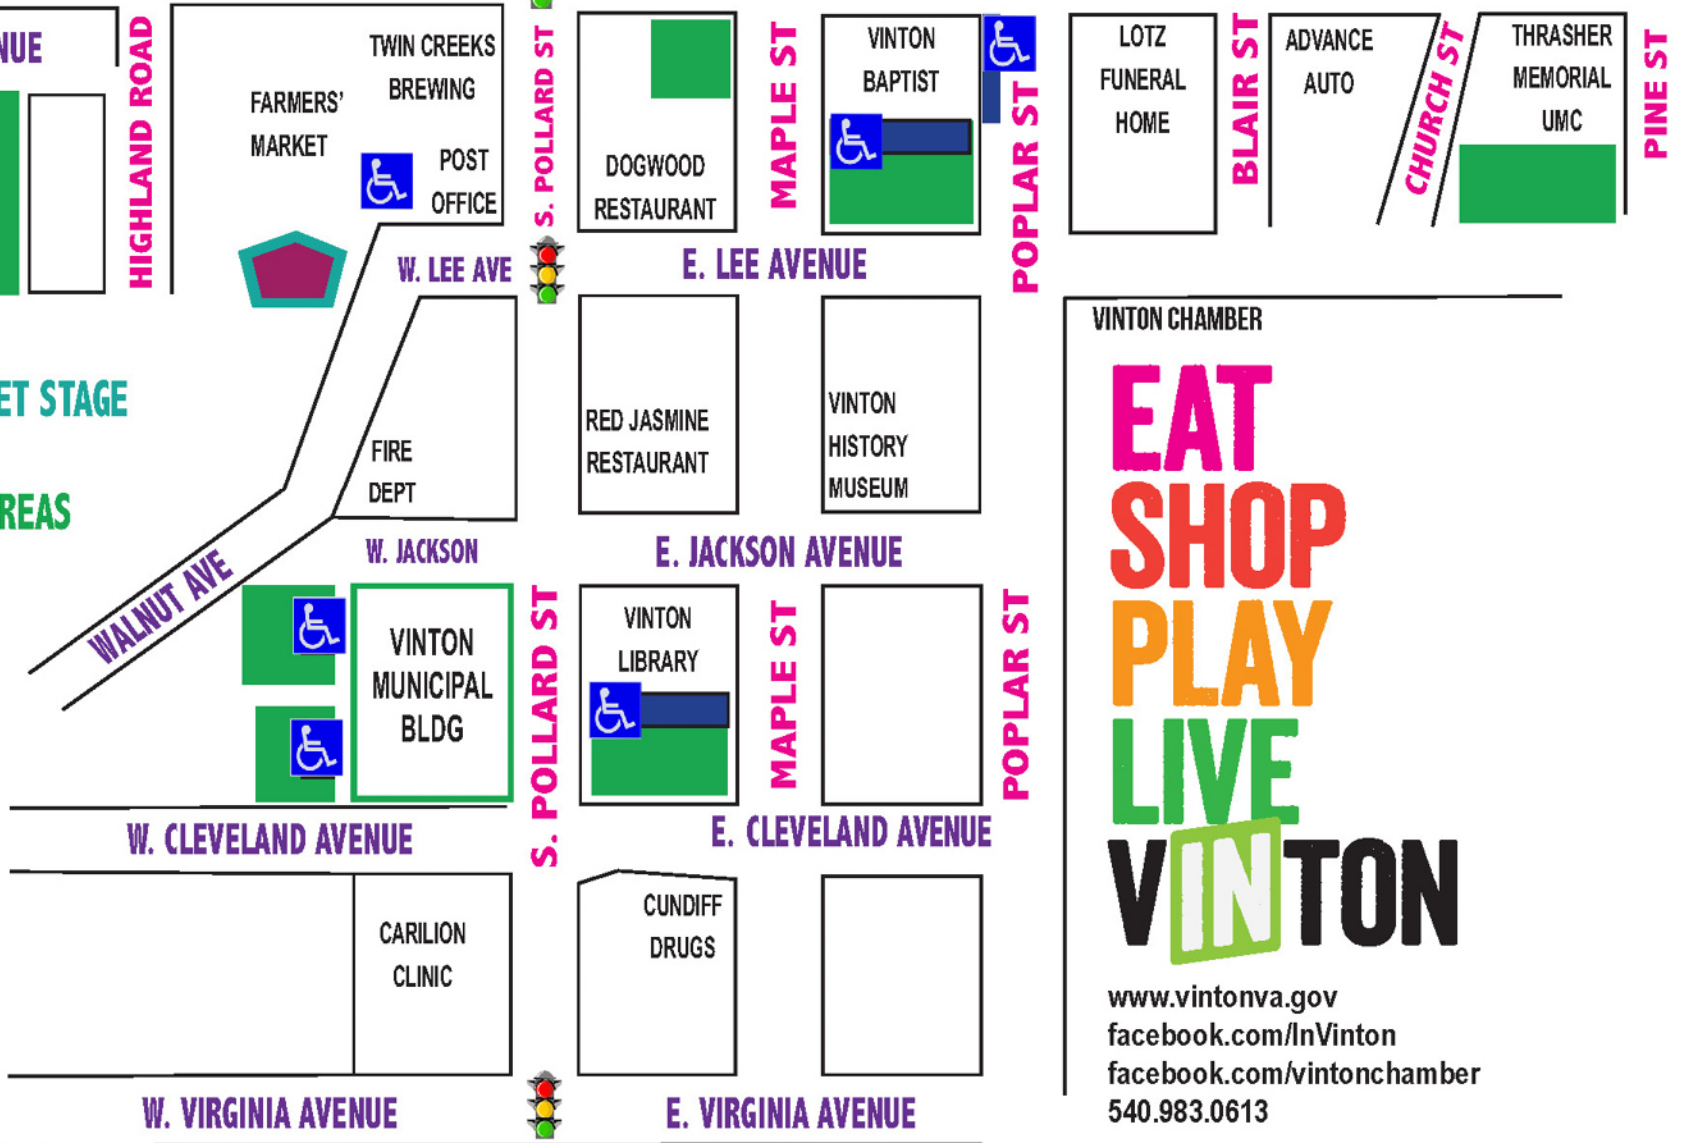 NUE
HIGHLAND ROAD
TWIN CREEKS
BREWING
FARMERS'
MARKET
POST
OFFICE
S. POLLARD ST
DOGWOOD
RESTAURANT
MAPLE ST
VINTON
BAPTIST
POPLAR ST
LOTZ
FUNERAL
HOME
BLAIR ST
ADVANCE
AUTO
CHURCH ST
THRASHER
MEMORIAL
UMC
PINE ST
W. LEE AVE
E. LEE AVENUE
ET STAGE
REAS
FIRE
DEPT
RED JASMINE
RESTAURANT
VINTON
HISTORY
MUSEUM
WALNUT AVE
W. JACKSON
E. JACKSON AVENUE
VINTON
MUNICIPAL
BLDG
S. POLLARD ST
VINTON
LIBRARY
MAPLE ST
POPLAR ST
W. CLEVELAND AVENUE
E. CLEVELAND AVENUE
CARILION
CLINIC
CUNDIFF
DRUGS
W. VIRGINIA AVENUE
E. VIRGINIA AVENUE
VINTON CHAMBER
EAT
SHOP
PLAY
LIVE
VINTON
www.vintonva.gov
facebook.com/InVinton
facebook.com/vintonchamber
540.983.0613